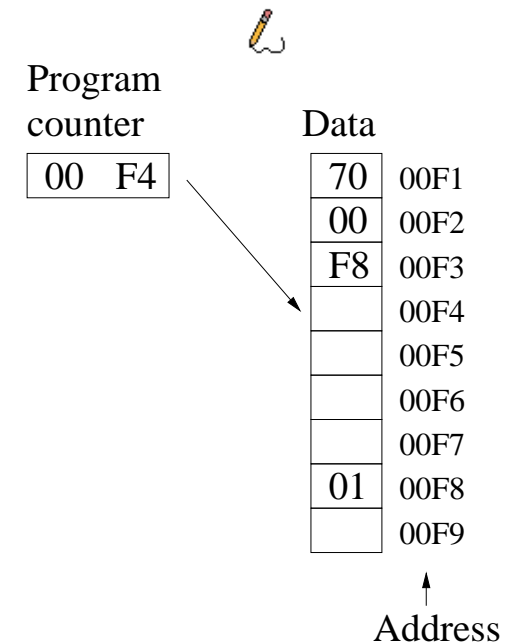 Program
counter
00 F4
Data
70 00F1
00 00F2
F8 00F3
00F4
00F5
00F6
00F7
01 00F8
00F9
Address